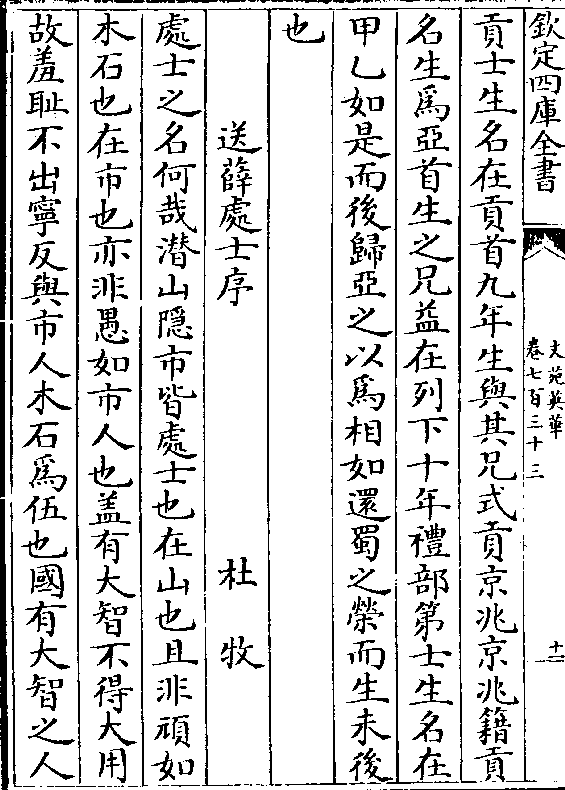 欽定四庫全書
文苑英華
卷七百三十三
十二
貢士生名在貢首九年生與其兄式貢京兆京兆籍貢
名生爲亞首生之兄益在列下十年禮部第士生名在
甲乙如是而後歸亞之以爲相如還蜀之榮而生未後
也
送薛處士序
杜牧
處士之名何哉潛山隱市皆處士也在山也且非頑如
木石也在市也亦非愚如市人也盖有大智不得大用
故羞耻不出寧反與市人木石爲伍也國有大智之人